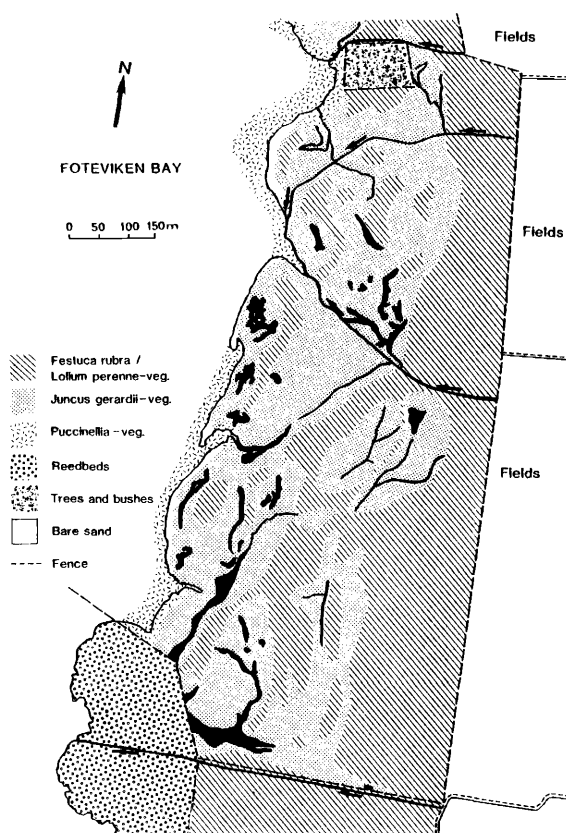 Fields
N
FOTEVIKEN BAY
0 50 100 150m
Fields
Festuca rubra /
Lolium perenne-veg.
Juncus gerardii-veg.
Puccinellia-veg.
Reedbeds
Trees and bushes
Bare sand
Fence
Fields